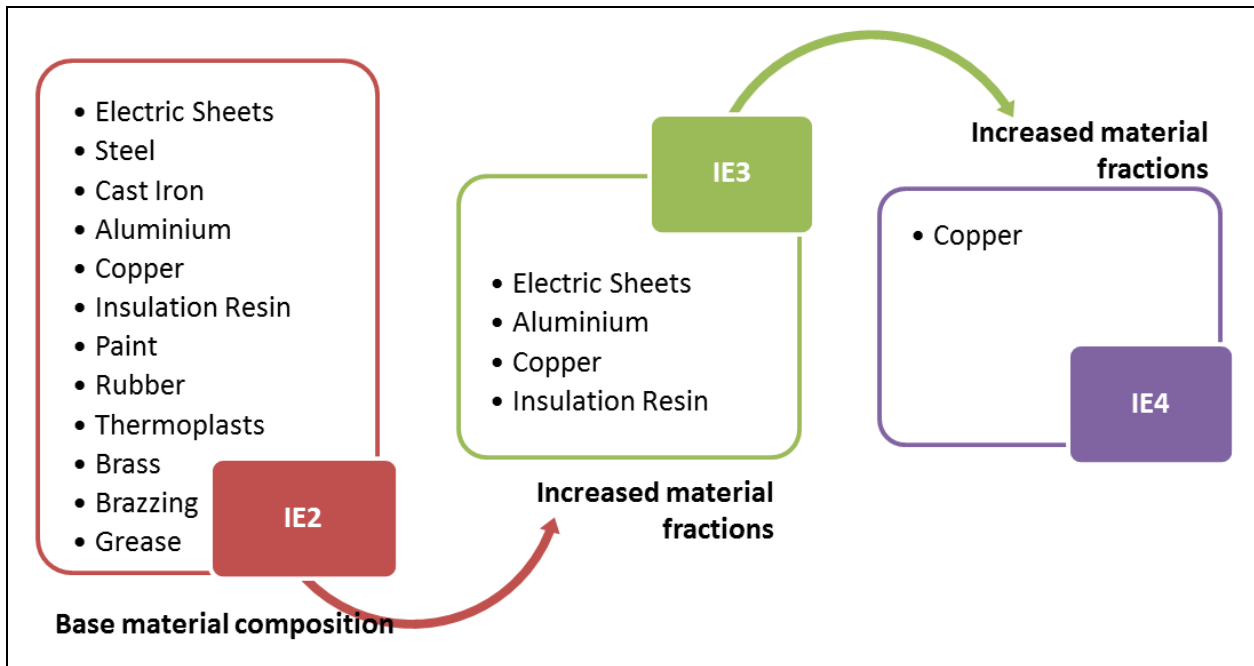 • Electric Sheets
• Steel
• Cast Iron
• Aluminium
• Copper
• Insulation Resin
• Paint
• Rubber
• Thermoplasts
• Brass
• Brazzing
• Grease
IE2
Base material composition
IE3
• Electric Sheets
• Aluminium
• Copper
• Insulation Resin
Increased material
fractions
Increased material
fractions
• Copper
IE4